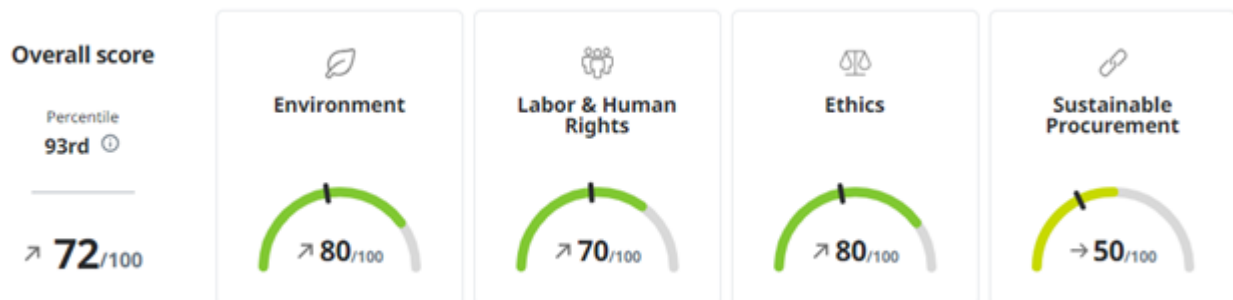 Overall score
Percentile
93rd
72/100
Environment
80/100
Labor & Human
Rights
70/100
Ethics
80/100
Sustainable
Procurement
50/100